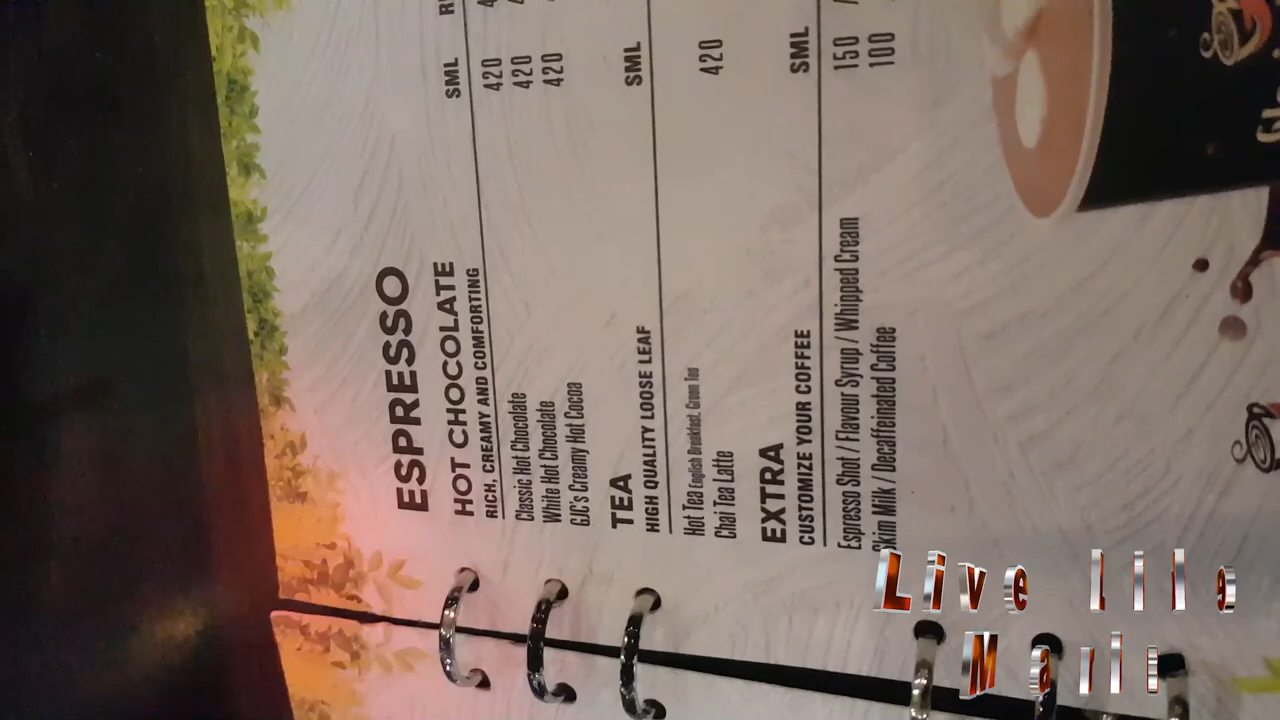 ESPRESSO
HOT CHOCOLATE
RICH, CREAMY AND COMFORTING SML
Classic Hot Chocolate 420
White Hot Chocolate 420
GJC's Creamy Hot Cocoa 420
TEA
HIGH QUALITY LOOSE LEAF SML
Hot Tea English Breakfast, Green Tea
Chai Tea Latte 420
EXTRA
CUSTOMIZE YOUR COFFEE SML
Espresso Shot / Flavour Syrup / Whipped Cream 150
Skim Milk / Decaffeinated Coffee 100
Live